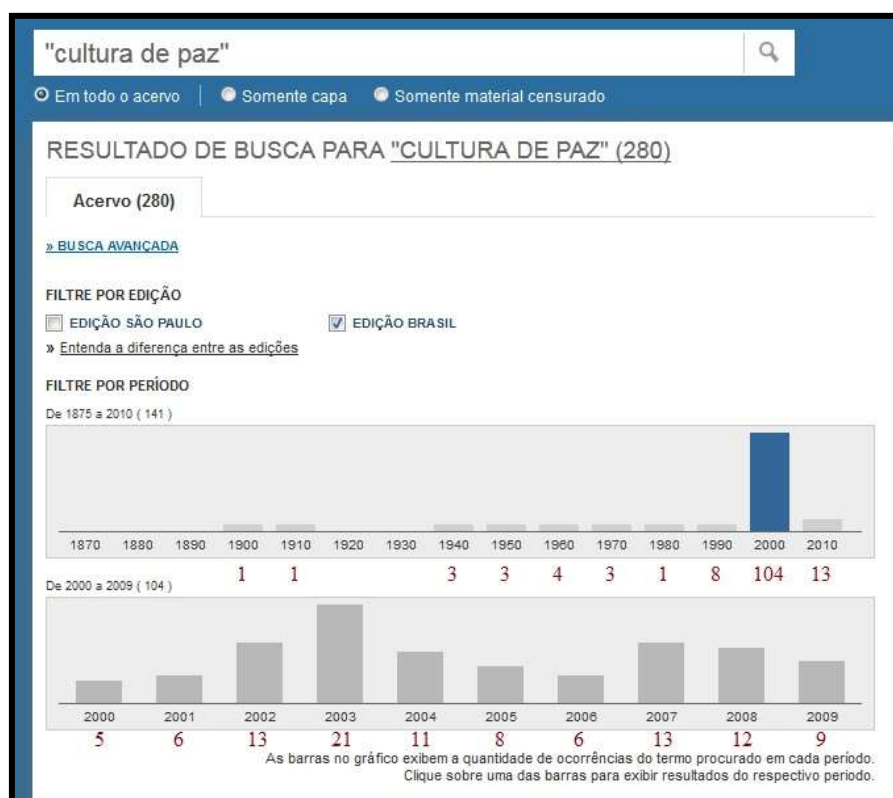 "cultura de paz"
Em todo o acervo | Somente capa Somente material censurado
RESULTADO DE BUSCA PARA "CULTURA DE PAZ" (280)
Acervo (280)
» BUSCA AVANÇADA
FILTRE POR EDIÇÃO
EDIÇÃO SÃO PAULO EDIÇÃO BRASIL
» Entenda a diferença entre as edições
FILTRE POR PERÍODO
De 1875 a 2010 ( 141 )
1870 1880 1890 1900 1910 1920 1930 1940 1950 1960 1970 1980 1990 2000 2010
1 1 3 3 4 3 1 8 104 13
De 2000 a 2009 ( 104 )
2000 2001 2002 2003 2004 2005 2006 2007 2008 2009
5 6 13 21 11 8 6 13 12 9
As barras no gráfico exibem a quantidade de ocorrências do termo procurado em cada período.
Clique sobre uma das barras para exibir resultados do respectivo periodo.